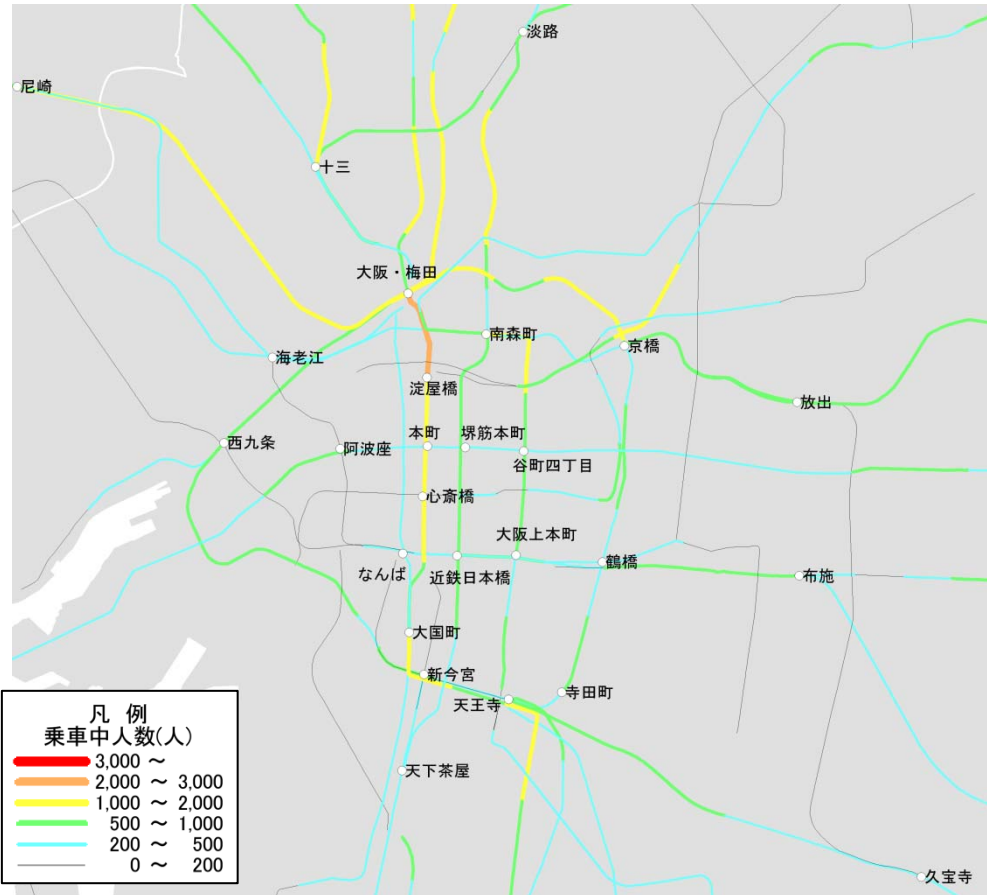 淡路
尼崎
十三
大阪・梅田
南森町
京橋
海老江
淀屋橋
放出
本町
堺筋本町
西九条
阿波座
谷町四丁目
心斎橋
大阪上本町
なんば
近鉄日本橋
鶴橋
布施
大国町
新今宮
天王寺
寺田町
天下茶屋
久宝寺
凡 例
乗車中人数(人)
3,000 ～
2,000 ～ 3,000
1,000 ～ 2,000
500 ～ 1,000
200 ～ 500
0 ～ 200